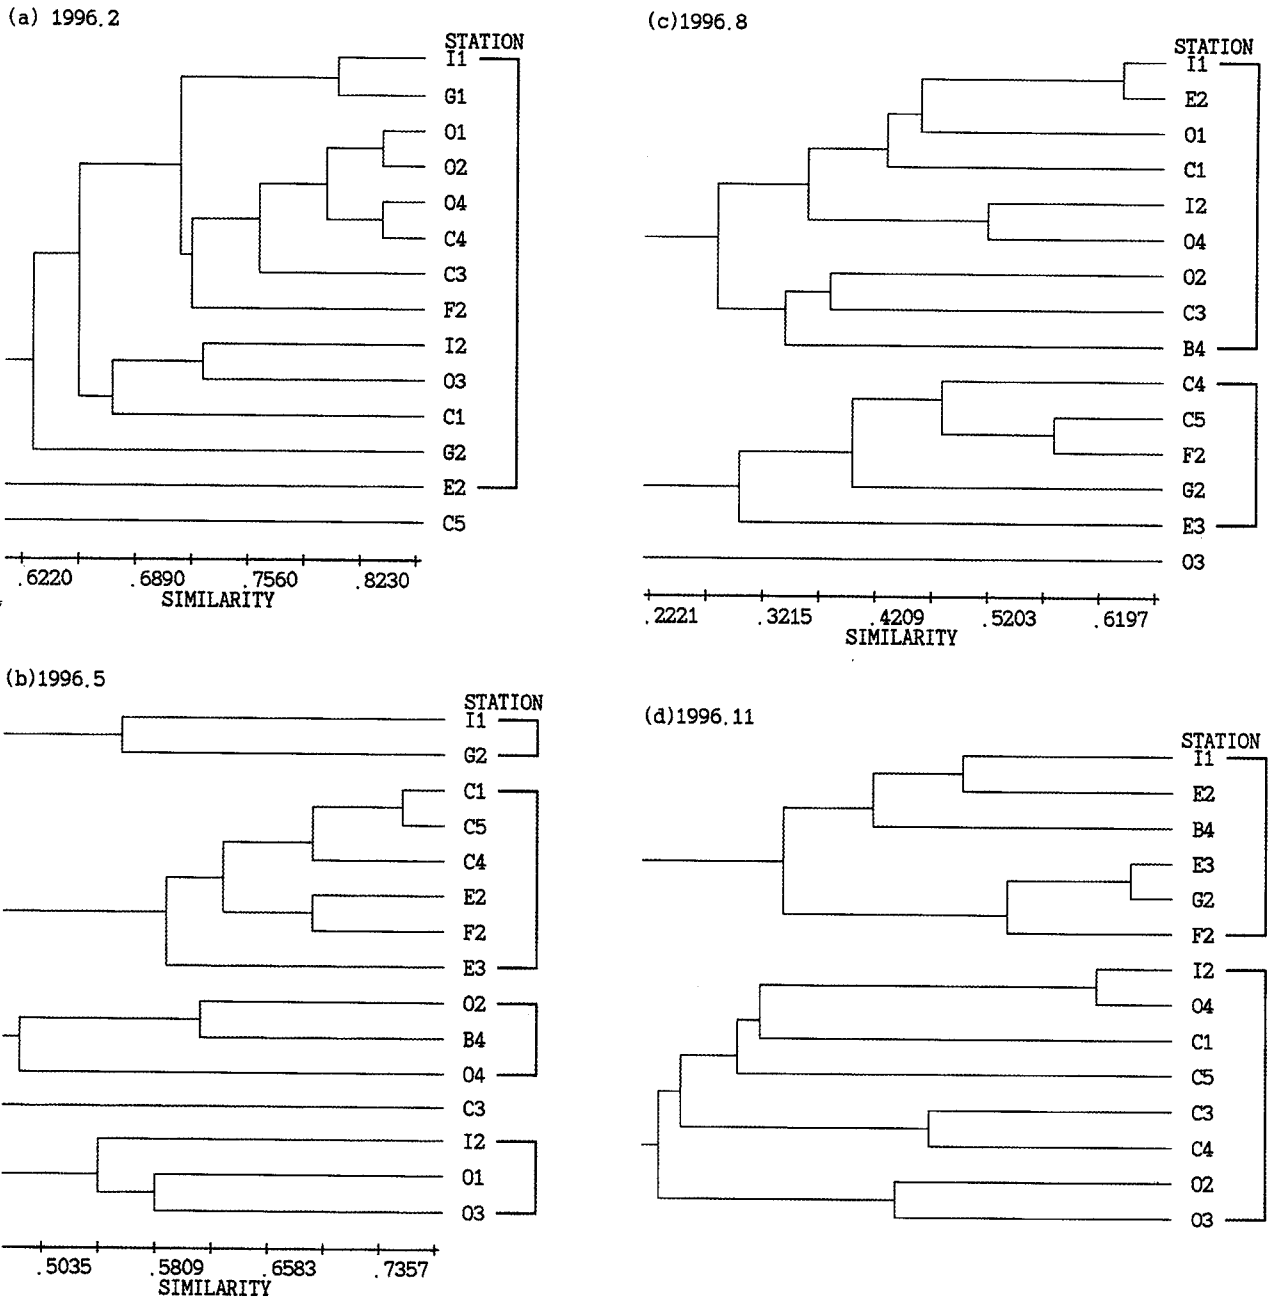 (a) 1996.2
STATION
I1
G1
O1
O2
O4
C4
C3
F2
I2
O3
C1
G2
E2
C5
.6220 .6890 .7560 .8230
SIMILARITY
(b)1996.5
STATION
I1
G2
C1
C5
C4
E2
F2
E3
O2
B4
O4
C3
I2
O1
O3
.5035 .5809 .6583 .7357
SIMILARITY
(c)1996.8
STATION
I1
E2
O1
C1
I2
O4
O2
C3
B4
C4
C5
F2
G2
E3
O3
.2221 .3215 .4209 .5203 .6197
SIMILARITY
(d)1996.11
STATION
I1
E2
B4
E3
G2
F2
I2
O4
C1
C5
C3
C4
O2
O3